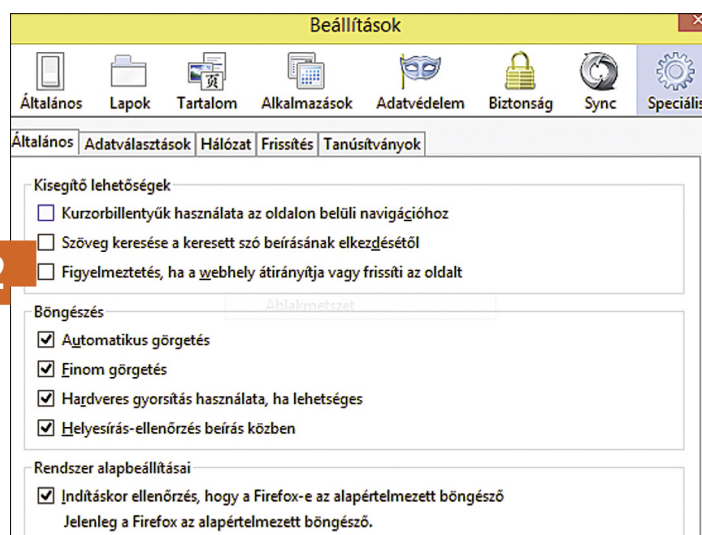 Beállítások
Általános Lapok Tartalom Alkalmazások Adatvédelem Biztonság Sync Speciális
Általános Adatválasztások Hálózat Frissítés Tanúsítványok
Kisegítő lehetőségek
Kurzorbillentyűk használata az oldalon belüli navigációhoz
Szöveg keresése a keresett szó beírásának elkezdésétől
Figyelmeztetés, ha a webhely átirányítja vagy frissíti az oldalt
2
Ablakmetszet
Böngészés
Automatikus görgetés
Finom görgetés
Hardveres gyorsítás használata, ha lehetséges
Helyesírás-ellenőrzés beírás közben
Rendszer alapbeállításai
Indításkor ellenőrzés, hogy a Firefox-e az alapértelmezett böngésző
Jelenleg a Firefox az alapértelmezett böngésző.